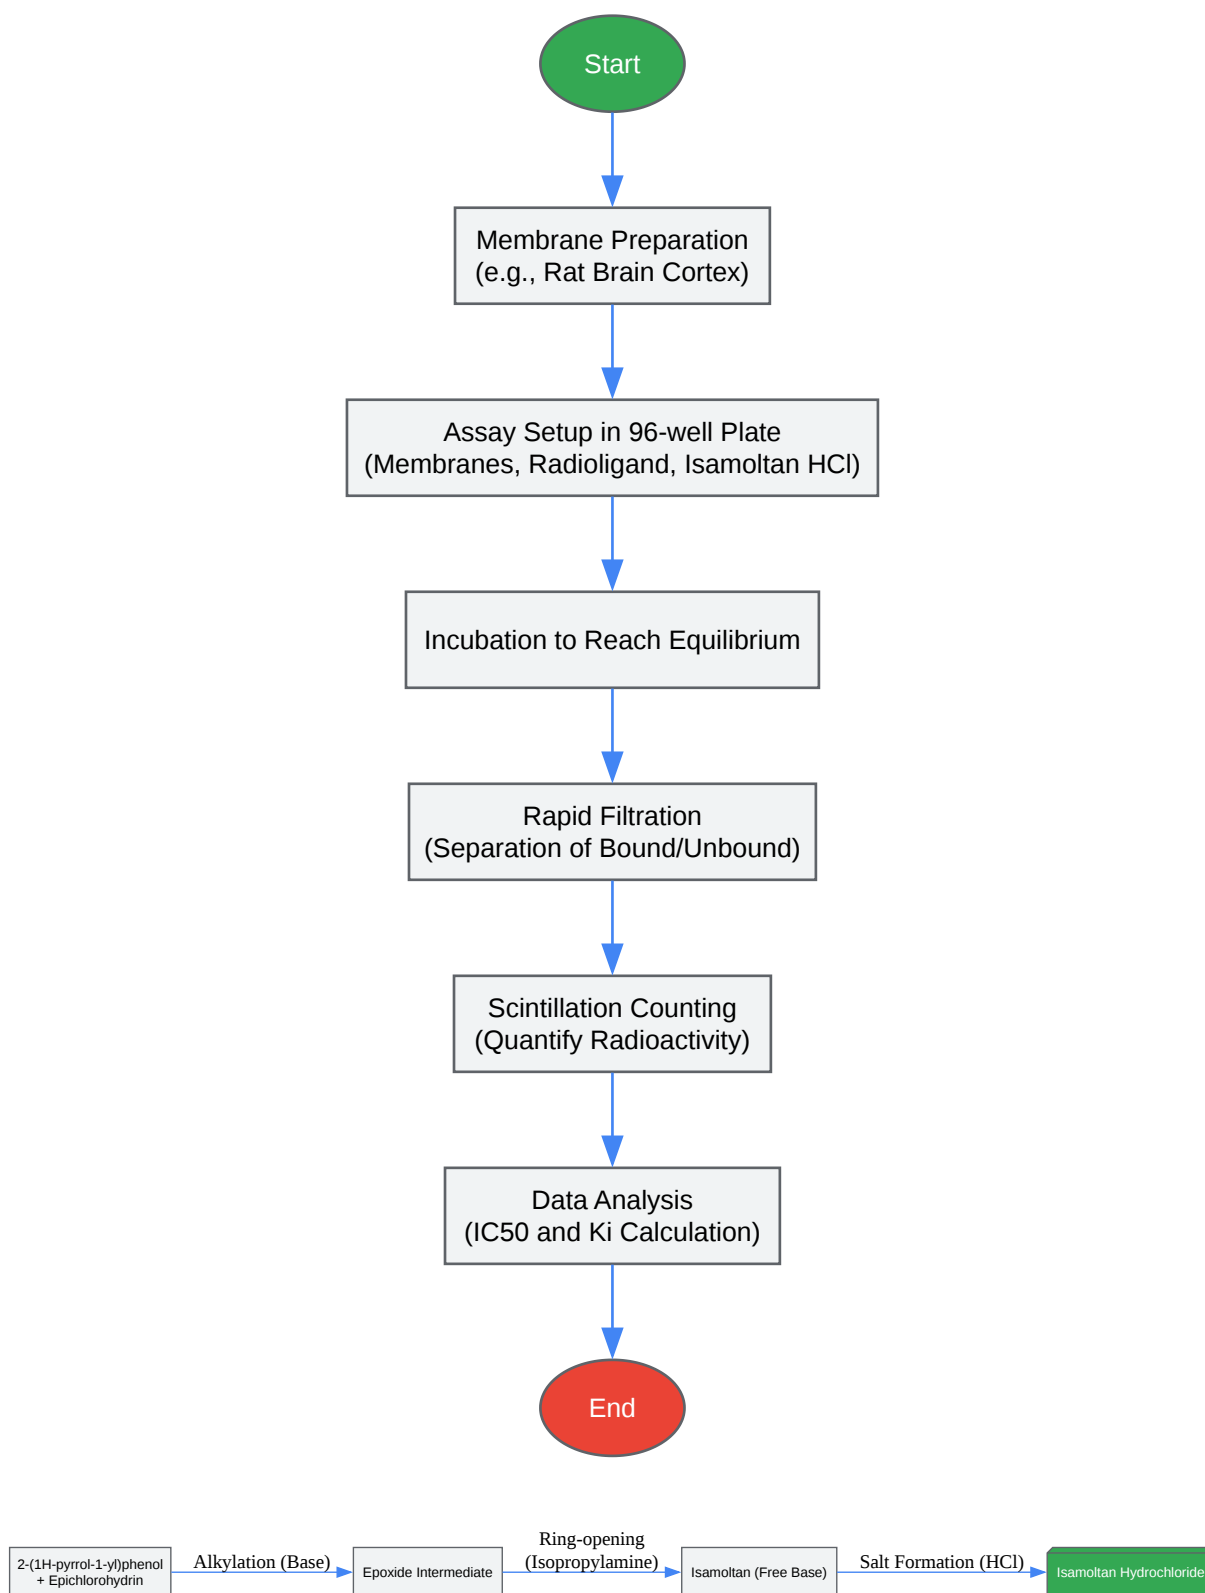 Start
Membrane Preparation
(e.g., Rat Brain Cortex)
Assay Setup in 96-well Plate
(Membranes, Radioligand, Isamoltan HCl)
Incubation to Reach Equilibrium
Rapid Filtration
(Separation of Bound/Unbound)
Scintillation Counting
(Quantify Radioactivity)
Data Analysis
(IC50 and Ki Calculation)
End
2-(1H-pyrrol-1-yl)phenol
+ Epichlorohydrin
Alkylation (Base)
Epoxide Intermediate
Ring-opening
(Isopropylamine)
Isamoltan (Free Base)
Salt Formation (HCl)
Isamoltan Hydrochloride